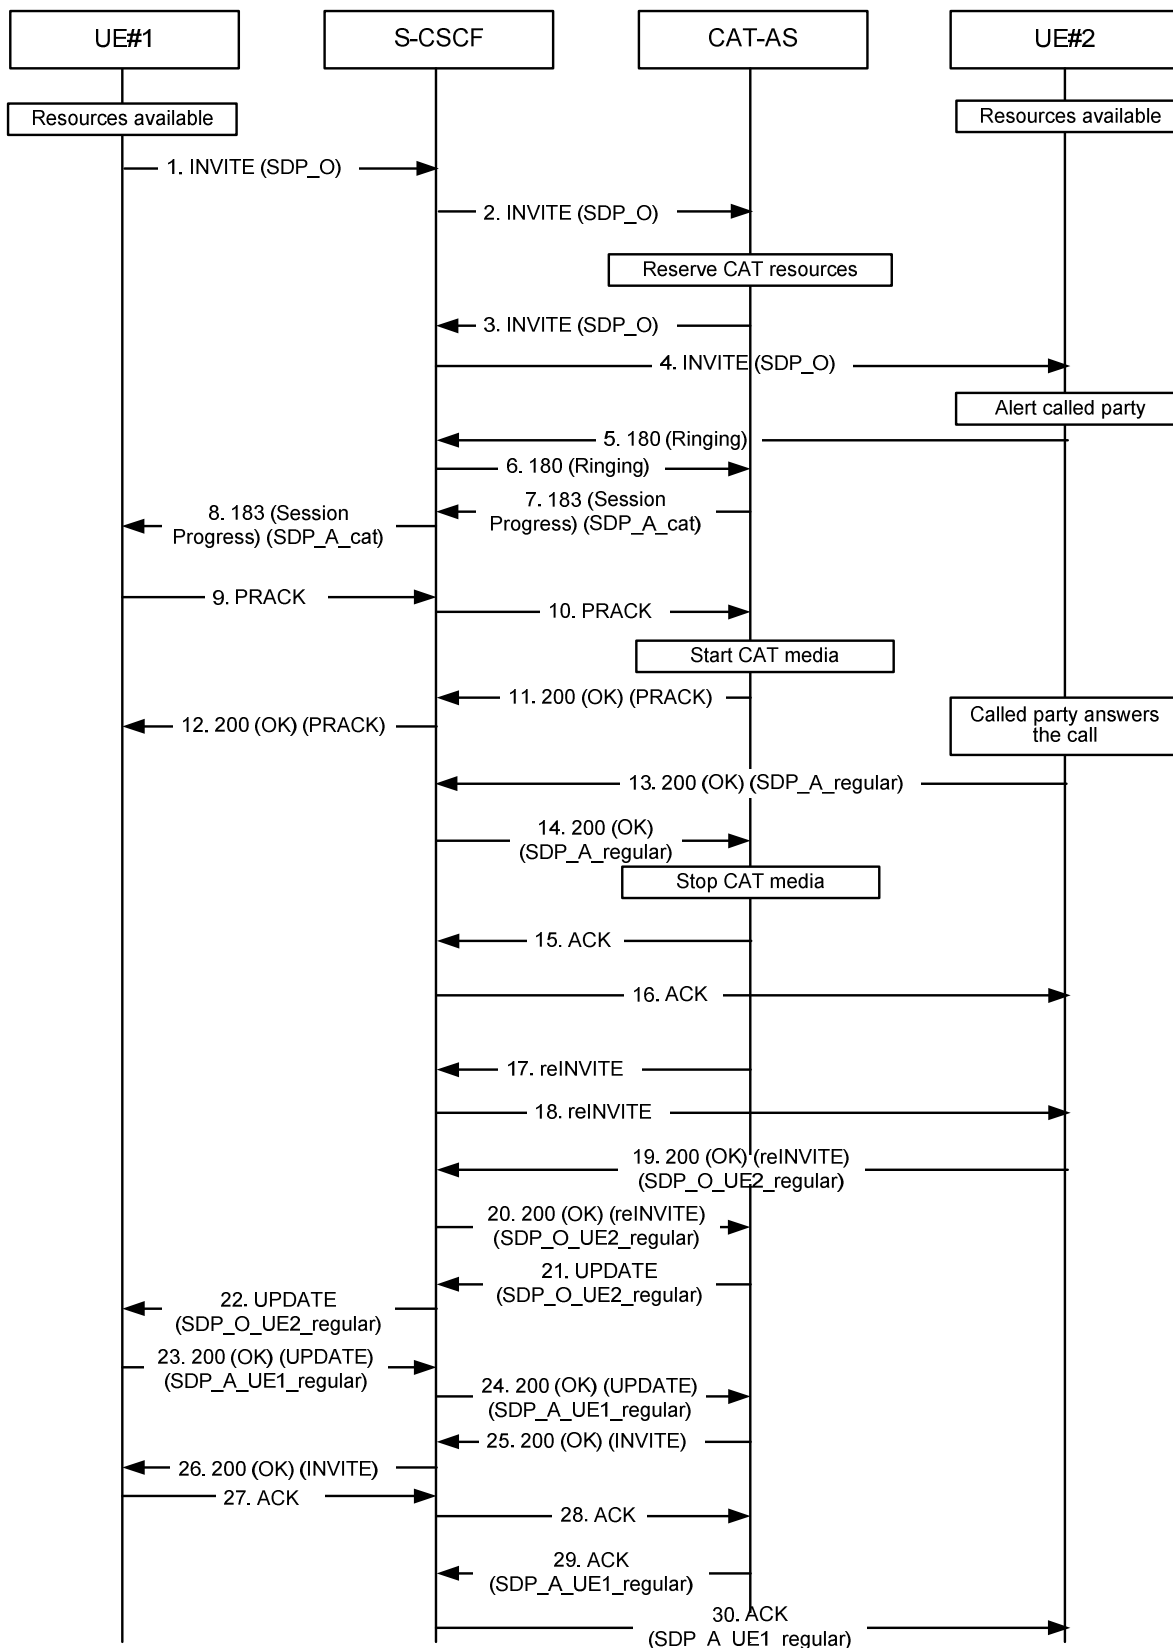 UE#1
S-CSCF
CAT-AS
UE#2
Resources available
Resources available
1. INVITE (SDP_O)
2. INVITE (SDP_O)
Reserve CAT resources
3. INVITE (SDP_O)
4. INVITE (SDP_O)
Alert called party
5. 180 (Ringing)
6. 180 (Ringing)
7. 183 (Session
Progress) (SDP_A_cat)
8. 183 (Session
Progress) (SDP_A_cat)
9. PRACK
10. PRACK
Start CAT media
11. 200 (OK) (PRACK)
12. 200 (OK) (PRACK)
Called party answers
the call
13. 200 (OK) (SDP_A_regular)
14. 200 (OK)
(SDP_A_regular)
Stop CAT media
15. ACK
16. ACK
17. reINVITE
18. reINVITE
19. 200 (OK) (reINVITE)
(SDP_O_UE2_regular)
20. 200 (OK) (reINVITE)
(SDP_O_UE2_regular)
21. UPDATE
(SDP_O_UE2_regular)
22. UPDATE
(SDP_O_UE2_regular)
23. 200 (OK) (UPDATE)
(SDP_A_UE1_regular)
24. 200 (OK) (UPDATE)
(SDP_A_UE1_regular)
25. 200 (OK) (INVITE)
26. 200 (OK) (INVITE)
27. ACK
28. ACK
29. ACK
(SDP_A_UE1_regular)
30. ACK
(SDP_A_UE1_regular)